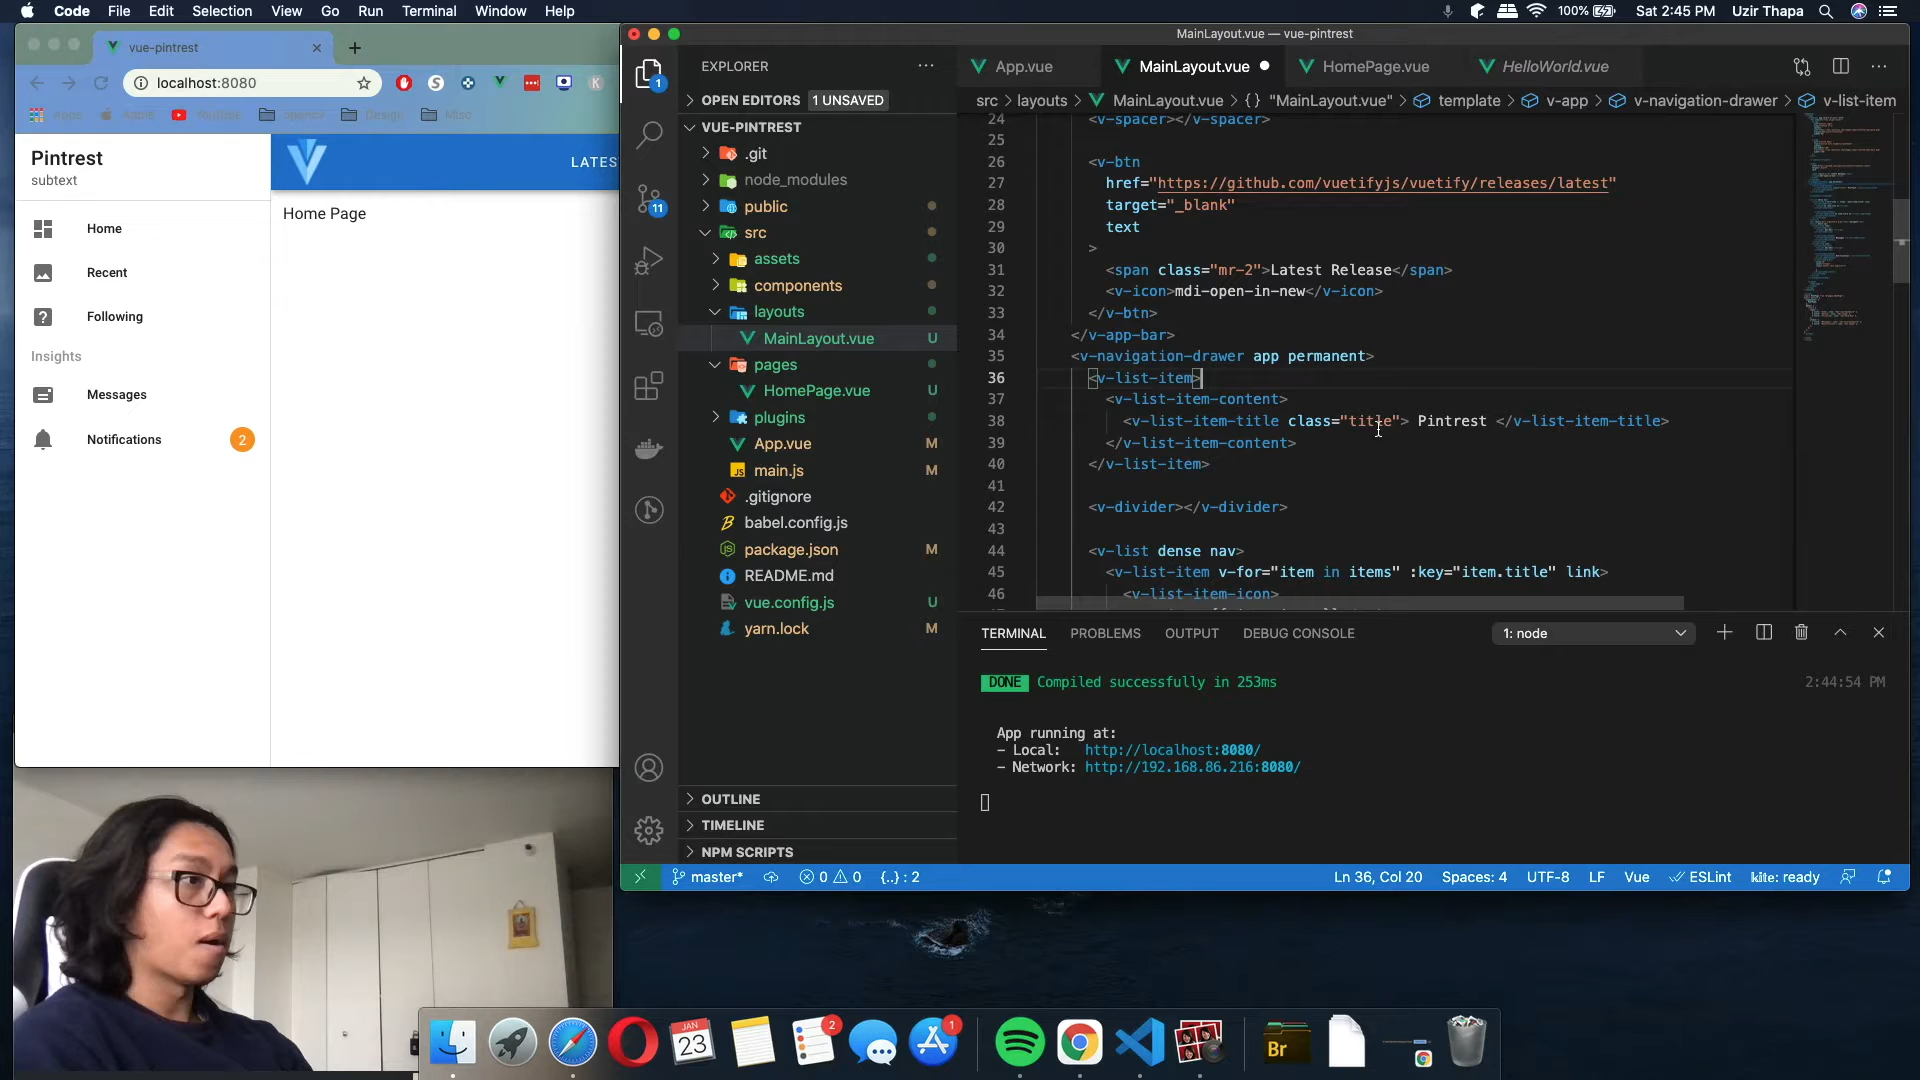 Code File Edit Selection View Go Run Terminal Window Help
100% Sat 2:45 PM Uzir Thapa
vue-pintrest
localhost:8080
Apps Apple Youtube Design Misc
Pintrest
subtext
LATES
Home Page
Home
Recent
Following
Insights
Messages
Notifications 2
MainLayout.vue — vue-pintrest
EXPLORER
App.vue MainLayout.vue HomePage.vue HelloWorld.vue
src > layouts > MainLayout.vue > {} "MainLayout.vue" > template > v-app > v-navigation-drawer > v-list-item
1
11
OPEN EDITORS 1 UNSAVED
VUE-PINTREST
.git
node_modules
public
src
assets
components
layouts
MainLayout.vue U
pages
HomePage.vue U
plugins
App.vue M
main.js M
.gitignore
babel.config.js
package.json M
README.md
vue.config.js U
yarn.lock M
OUTLINE
TIMELINE
NPM SCRIPTS
24 <v-spacer></v-spacer>
25
26 <v-btn
27 href="https://github.com/vuetifyjs/vuetify/releases/latest"
28 target="_blank"
29 text
30 >
31 <span class="mr-2">Latest Release</span>
32 <v-icon>mdi-open-in-new</v-icon>
33 </v-btn>
34 </v-app-bar>
35 <v-navigation-drawer app permanent>
36 <v-list-item>
37 <v-list-item-content>
38 <v-list-item-title class="title"> Pintrest </v-list-item-title>
39 </v-list-item-content>
40 </v-list-item>
41
42 <v-divider></v-divider>
43
44 <v-list dense nav>
45 <v-list-item v-for="item in items" :key="item.title" link>
46 <v-list-item-icon>
TERMINAL PROBLEMS OUTPUT DEBUG CONSOLE 1: node
DONE Compiled successfully in 253ms 2:44:54 PM
App running at:
- Local: http://localhost:8080/
- Network: http://192.168.86.216:8080/
master* 0 0 {..} : 2 Ln 36, Col 20 Spaces: 4 UTF-8 LF Vue ESLint kite: ready
JAN
23
2
1
Br